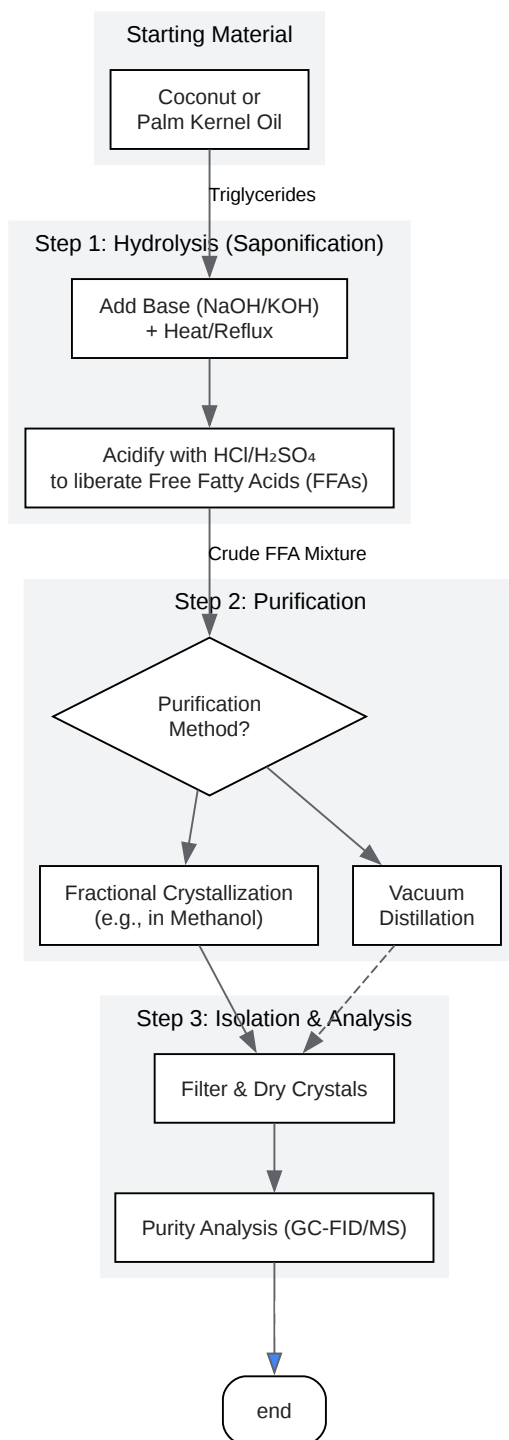 Starting Material
Coconut or
Palm Kernel Oil
Triglycerides
Step 1: Hydrolysis (Saponification)
Add Base (NaOH/KOH)
+ Heat/Reflux
Acidify with HCl/H₂SO₄
to liberate Free Fatty Acids (FFAs)
Crude FFA Mixture
Step 2: Purification
Purification
Method?
Fractional Crystallization
(e.g., in Methanol)
Vacuum
Distillation
Step 3: Isolation & Analysis
Filter & Dry Crystals
Purity Analysis (GC-FID/MS)
end